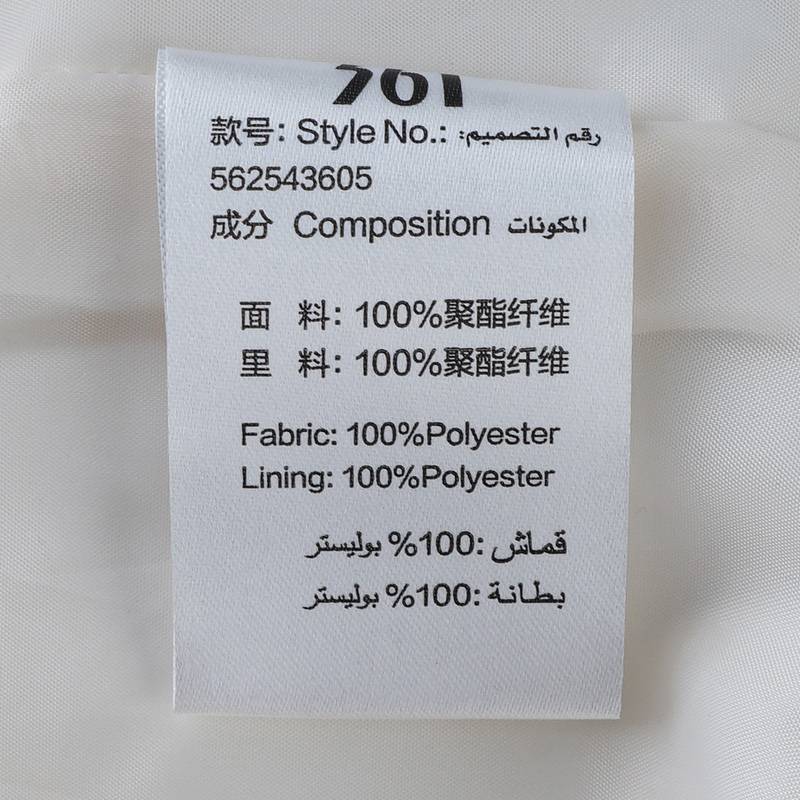 款号: Style No.: رقم التصميم:
562543605
成分 Composition المكونات
面 料: 100%聚酯纤维
里 料: 100%聚酯纤维
Fabric: 100%Polyester
Lining: 100%Polyester
قماش :100% بوليستر
بطانة :100% بوليستر